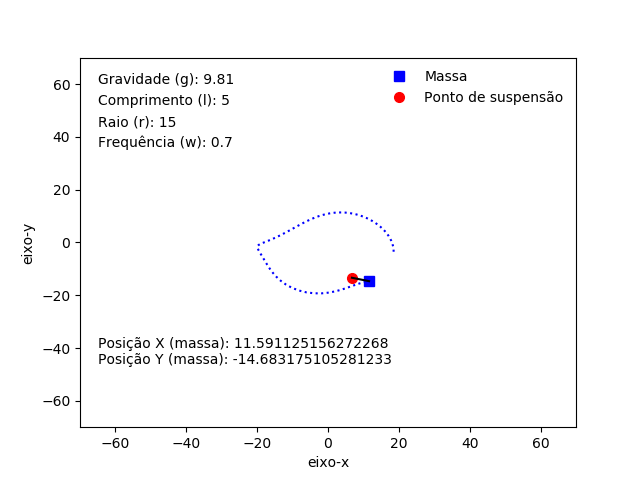 Gravidade (g): 9.81
Comprimento (l): 5
Raio (r): 15
Frequência (w): 0.7
Massa
Ponto de suspensão
60
40
20
0
−20
−40
−60
eixo-y
Posição X (massa): 11.591125156272268
Posição Y (massa): -14.683175105281233
−60
−40
−20
0
20
40
60
eixo-x